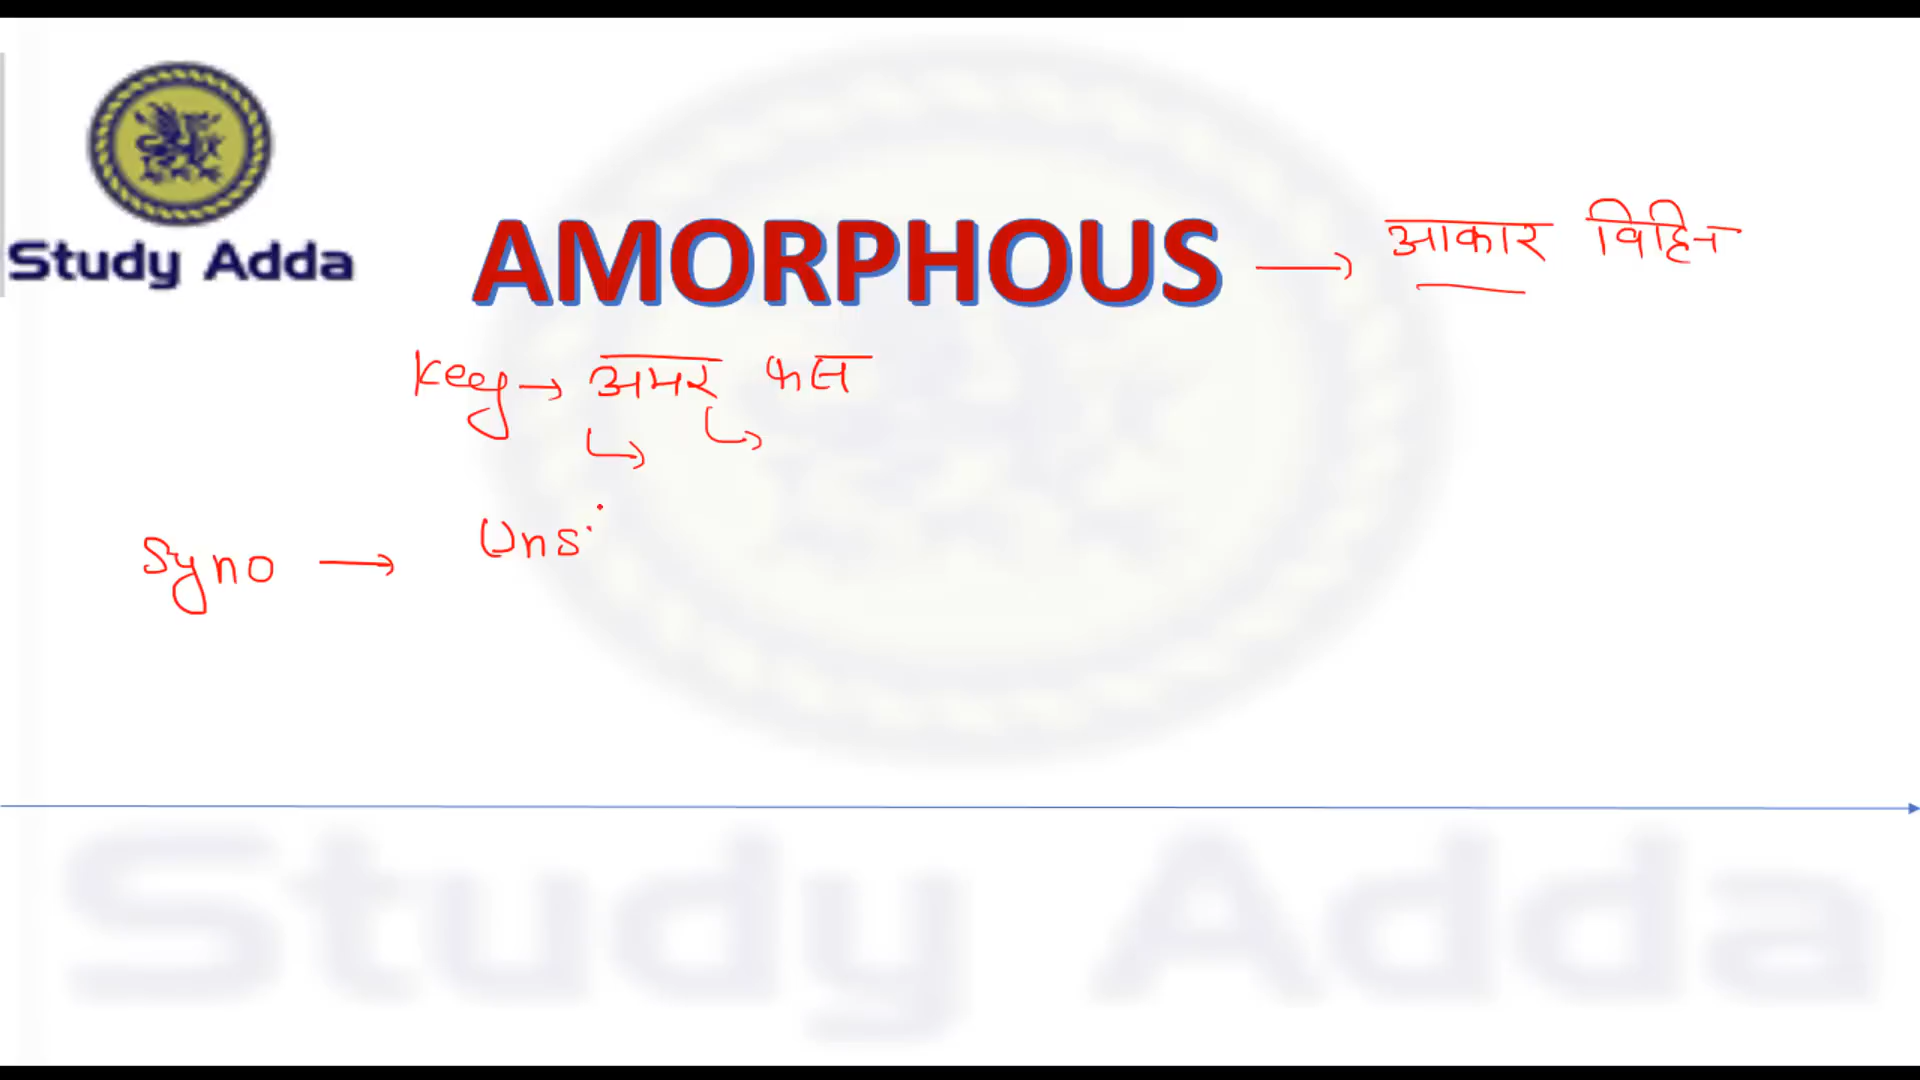 Study Adda
AMORPHOUS → आकार विहिन
Key → अमर फल
Syno → Uns
Study Adda